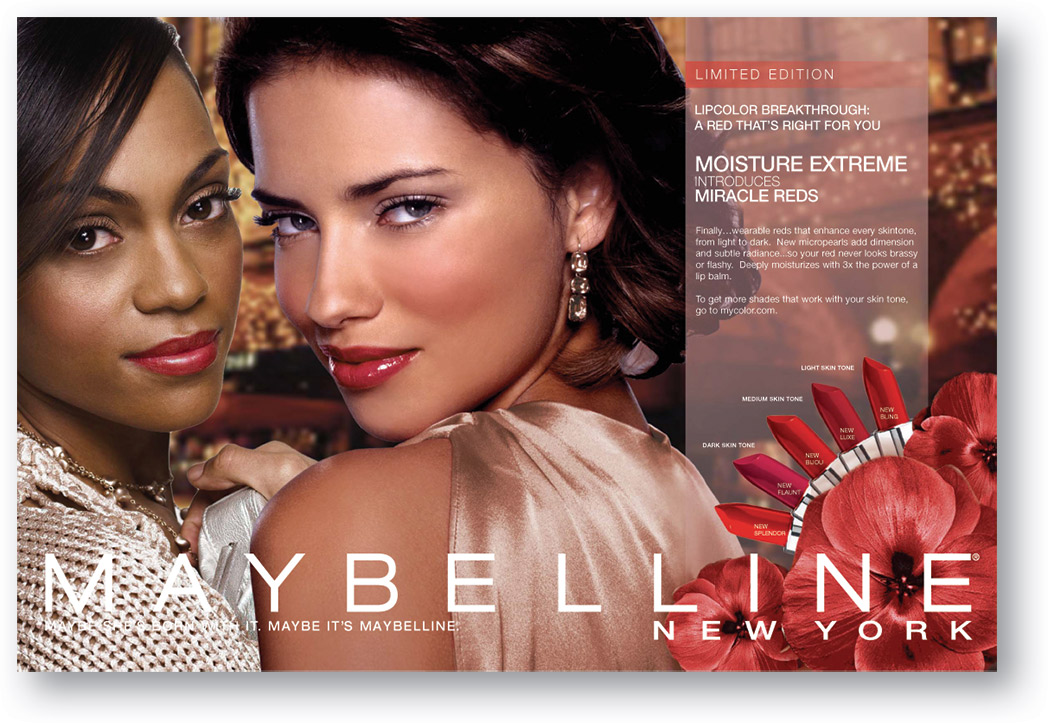 LIMITED EDITION
LIPCOLOR BREAKTHROUGH:
A RED THAT'S RIGHT FOR YOU
MOISTURE EXTREME
INTRODUCES
MIRACLE REDS
Finally...wearable reds that enhance every skintone,
from light to dark. New micropearls add dimension
and subtle radiance...so your red never looks brassy
or flashy. Deeply moisturizes with 3x the power of a
lip balm.
To get more shades that work with your skin tone,
go to mycolor.com.
LIGHT SKIN TONE
MEDIUM SKIN TONE
DARK SKIN TONE
NEW
BLING
NEW
LUXE
NEW
BIJOU
NEW
FLAUNT
NEW
SPLENDOR
MAYBELLINE®
MAYBE SHE'S BORN WITH IT. MAYBE IT'S MAYBELLINE.
NEW YORK